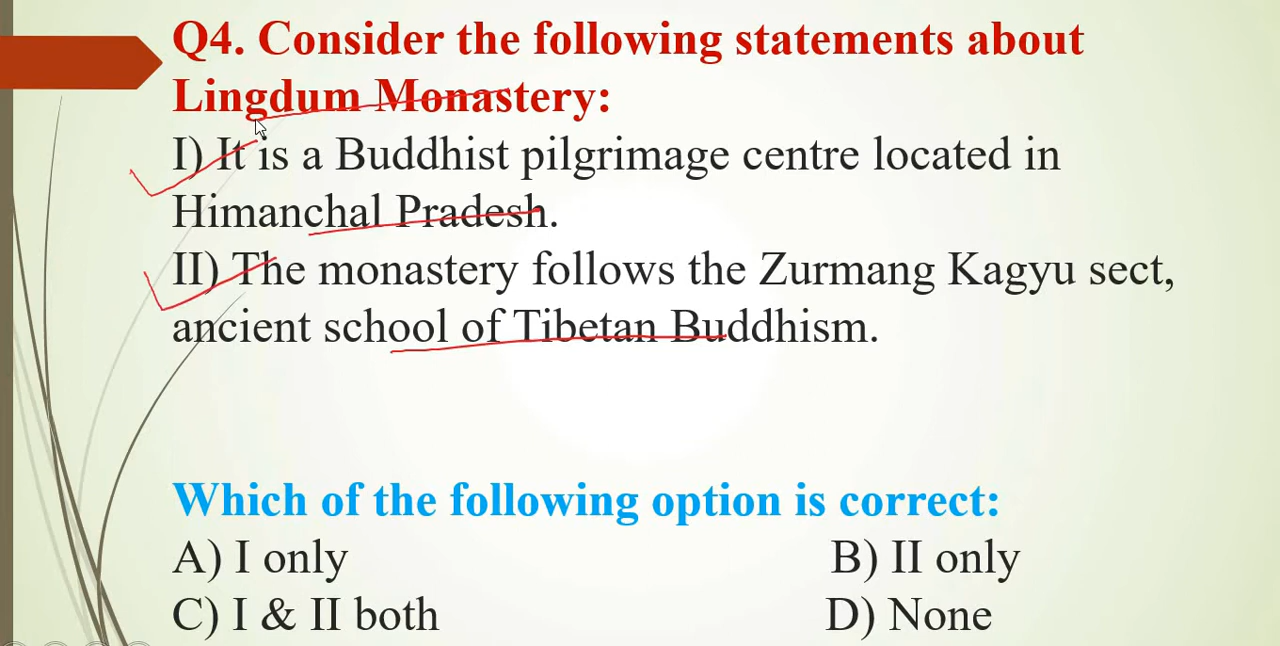 Q4. Consider the following statements about
Lingdum Monastery:
I) It is a Buddhist pilgrimage centre located in
Himanchal Pradesh.
II) The monastery follows the Zurmang Kagyu sect,
ancient school of Tibetan Buddhism.
Which of the following option is correct:
A) I only B) II only
C) I & II both D) None